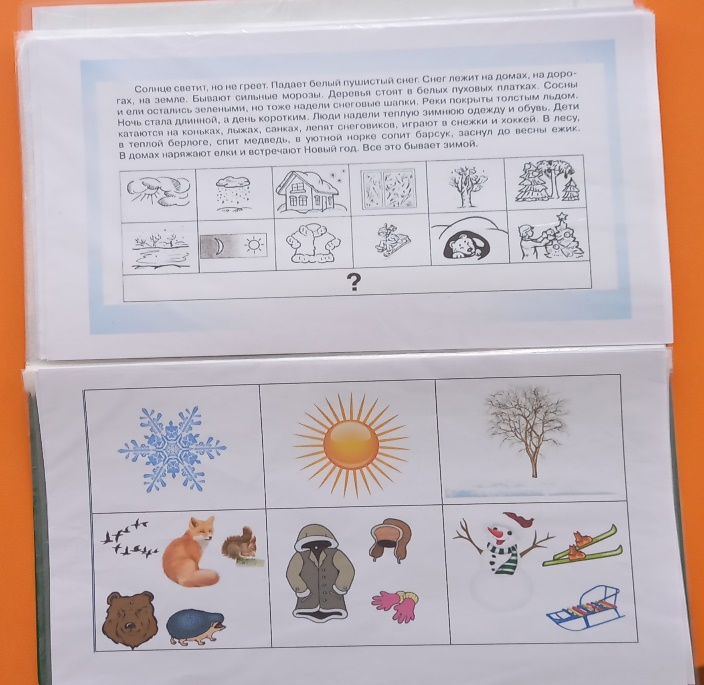 Солнце светит, но не греет. Падает белый пушистый снег. Снег лежит на домах, на доро-
гах, на земле. Бывают сильные морозы. Деревья стоят в белых пуховых платках. Сосны
и ели остались зелеными, но тоже надели снеговые шапки. Реки покрыты толстым льдом.
Ночь стала длинной, а день коротким. Люди надели теплую зимнюю одежду и обувь. Дети
катаются на коньках, лыжах, санках, лепят снеговиков, играют в снежки и хоккей. В лесу,
в теплой берлоге, спит медведь, в уютной норке сопит барсук, заснул до весны ежик.
В домах наряжают елки и встречают Новый год. Все это бывает зимой.
?